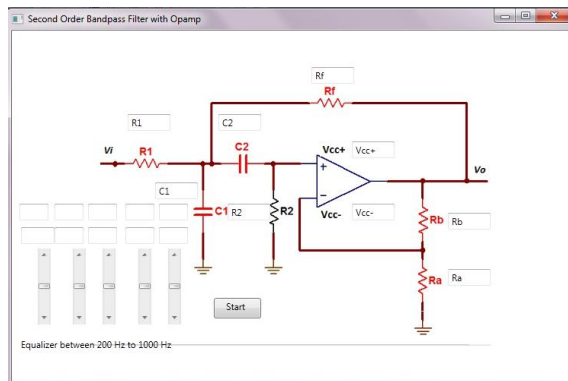 Second Order Bandpass Filter with Opamp
Rf
Rf
R1
C2
Vi
R1
C2
Vcc+
Vcc+
Vo
C1
C1
R2
R2
Vcc-
Vcc-
Rb
Rb
Ra
Ra
Start
Equalizer between 200 Hz to 1000 Hz